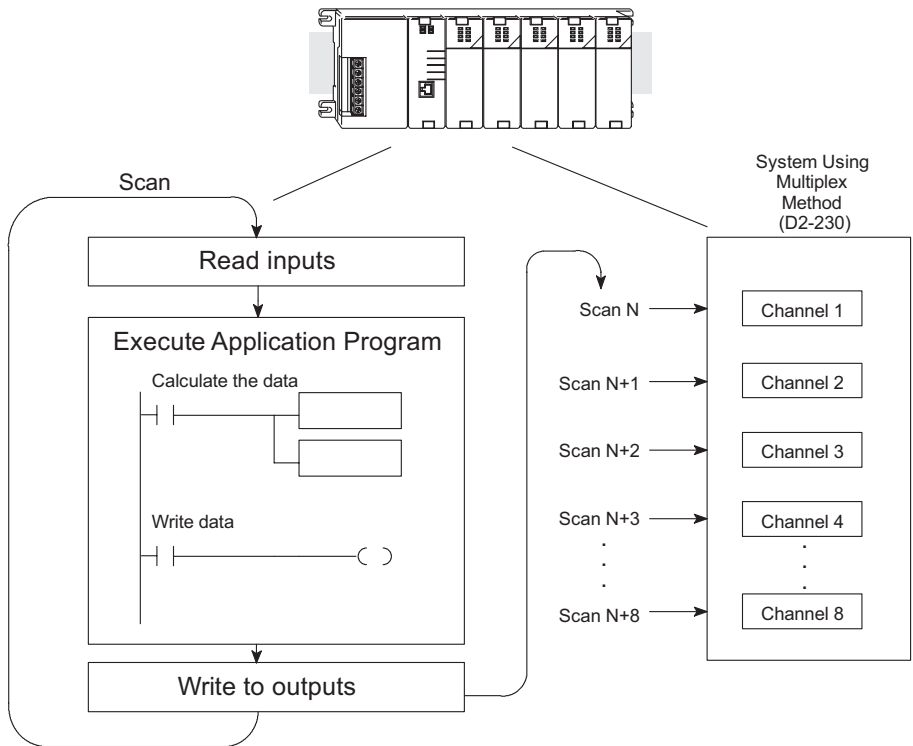 System Using
Multiplex
Method
(D2-230)
Scan
Read inputs
Execute Application Program
Calculate the data
Write data
Write to outputs
Scan N
Channel 1
Scan N+1
Channel 2
Scan N+2
Channel 3
Scan N+3
Channel 4
Scan N+8
Channel 8